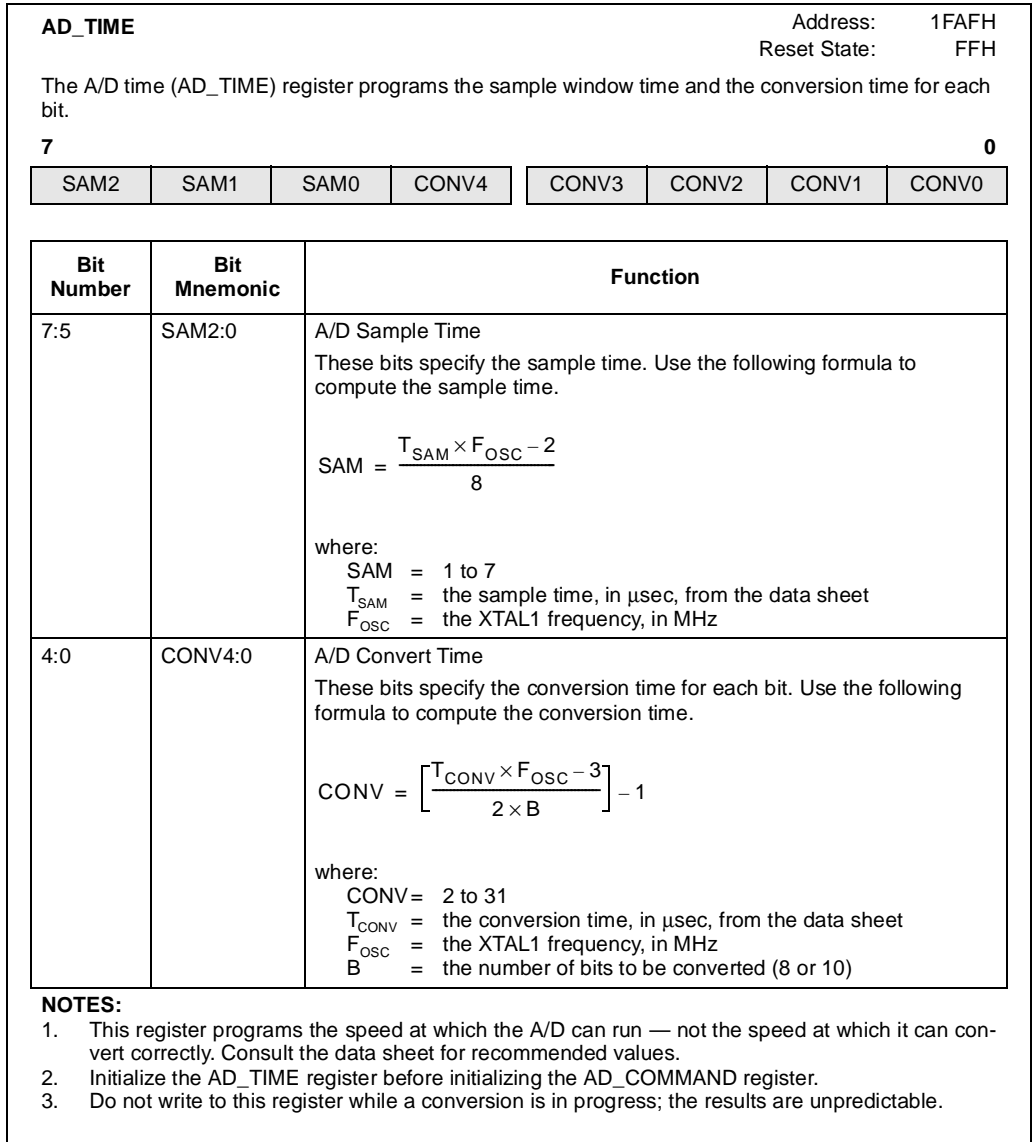 AD_TIME Address: 1FAFH
Reset State: FFH
The A/D time (AD_TIME) register programs the sample window time and the conversion time for each
bit.
7 0
SAM2 SAM1 SAM0 CONV4 CONV3 CONV2 CONV1 CONV0
Bit Number Bit Mnemonic Function
7:5 SAM2:0 A/D Sample Time
These bits specify the sample time. Use the following formula to
compute the sample time.
SAM = (T_SAM × F_OSC – 2) / 8
where:
SAM = 1 to 7
T_SAM = the sample time, in μsec, from the data sheet
F_OSC = the XTAL1 frequency, in MHz
4:0 CONV4:0 A/D Convert Time
These bits specify the conversion time for each bit. Use the following
formula to compute the conversion time.
CONV = [(T_CONV × F_OSC – 3) / (2 × B)] – 1
where:
CONV = 2 to 31
T_CONV = the conversion time, in μsec, from the data sheet
F_OSC = the XTAL1 frequency, in MHz
B = the number of bits to be converted (8 or 10)
NOTES:
1. This register programs the speed at which the A/D can run — not the speed at which it can con-
vert correctly. Consult the data sheet for recommended values.
2. Initialize the AD_TIME register before initializing the AD_COMMAND register.
3. Do not write to this register while a conversion is in progress; the results are unpredictable.